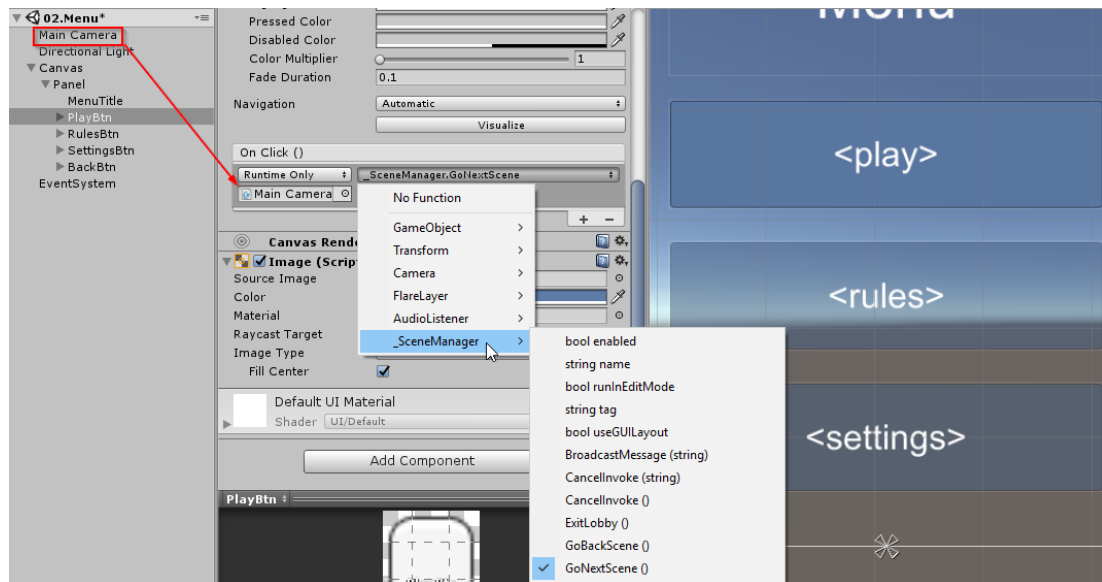 02.Menu*
Main Camera
Directional Light
Canvas
Panel
MenuTitle
PlayBtn
RulesBtn
SettingsBtn
BackBtn
EventSystem
Pressed Color
Disabled Color
Color Multiplier
1
Fade Duration
0.1
Navigation
Automatic
Visualize
On Click ()
Runtime Only
_SceneManager.GoNextScene
Main Camera
No Function
GameObject
Transform
Camera
FlareLayer
AudioListener
_SceneManager
bool enabled
string name
bool runInEditMode
string tag
bool useGUILayout
BroadcastMessage (string)
CancelInvoke (string)
CancelInvoke ()
ExitLobby ()
GoBackScene ()
GoNextScene ()
Canvas Rende
Image (Scrip
Source Image
Color
Material
Raycast Target
Image Type
Fill Center
Default UI Material
Shader UI/Default
Add Component
PlayBtn
Menu
<play>
<rules>
<settings>